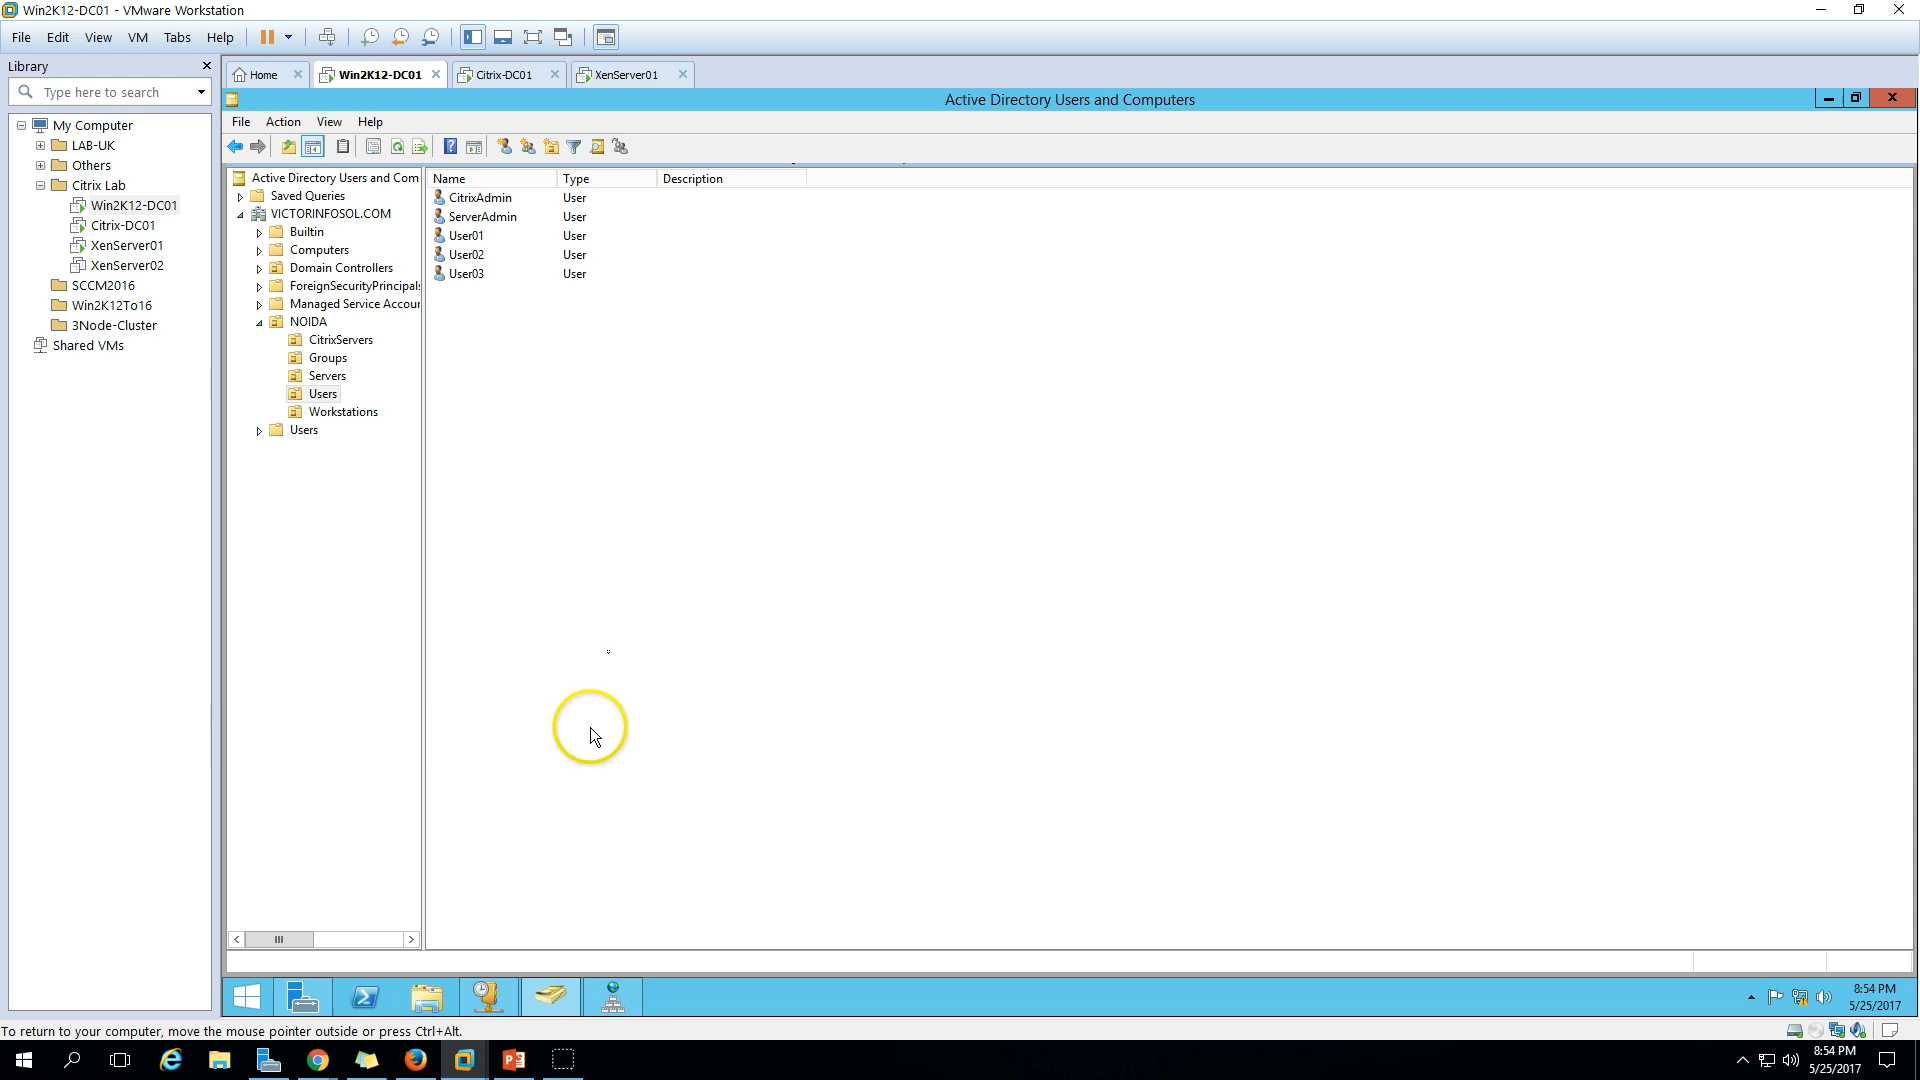 Win2K12-DC01 - VMware Workstation
File Edit View VM Tabs Help
Library
Type here to search
My Computer
LAB-UK
Others
Citrix Lab
Win2K12-DC01
Citrix-DC01
XenServer01
XenServer02
SCCM2016
Win2K12To16
3Node-Cluster
Shared VMs
Home Win2K12-DC01 Citrix-DC01 XenServer01
Active Directory Users and Computers
File Action View Help
Active Directory Users and Com
Saved Queries
VICTORINFOSOL.COM
Builtin
Computers
Domain Controllers
ForeignSecurityPrincipals
Managed Service Accour
NOIDA
CitrixServers
Groups
Servers
Users
Workstations
Users
Name Type Description
CitrixAdmin User
ServerAdmin User
User01 User
User02 User
User03 User
8:54 PM
5/25/2017
To return to your computer, move the mouse pointer outside or press Ctrl+Alt.
8:54 PM
5/25/2017